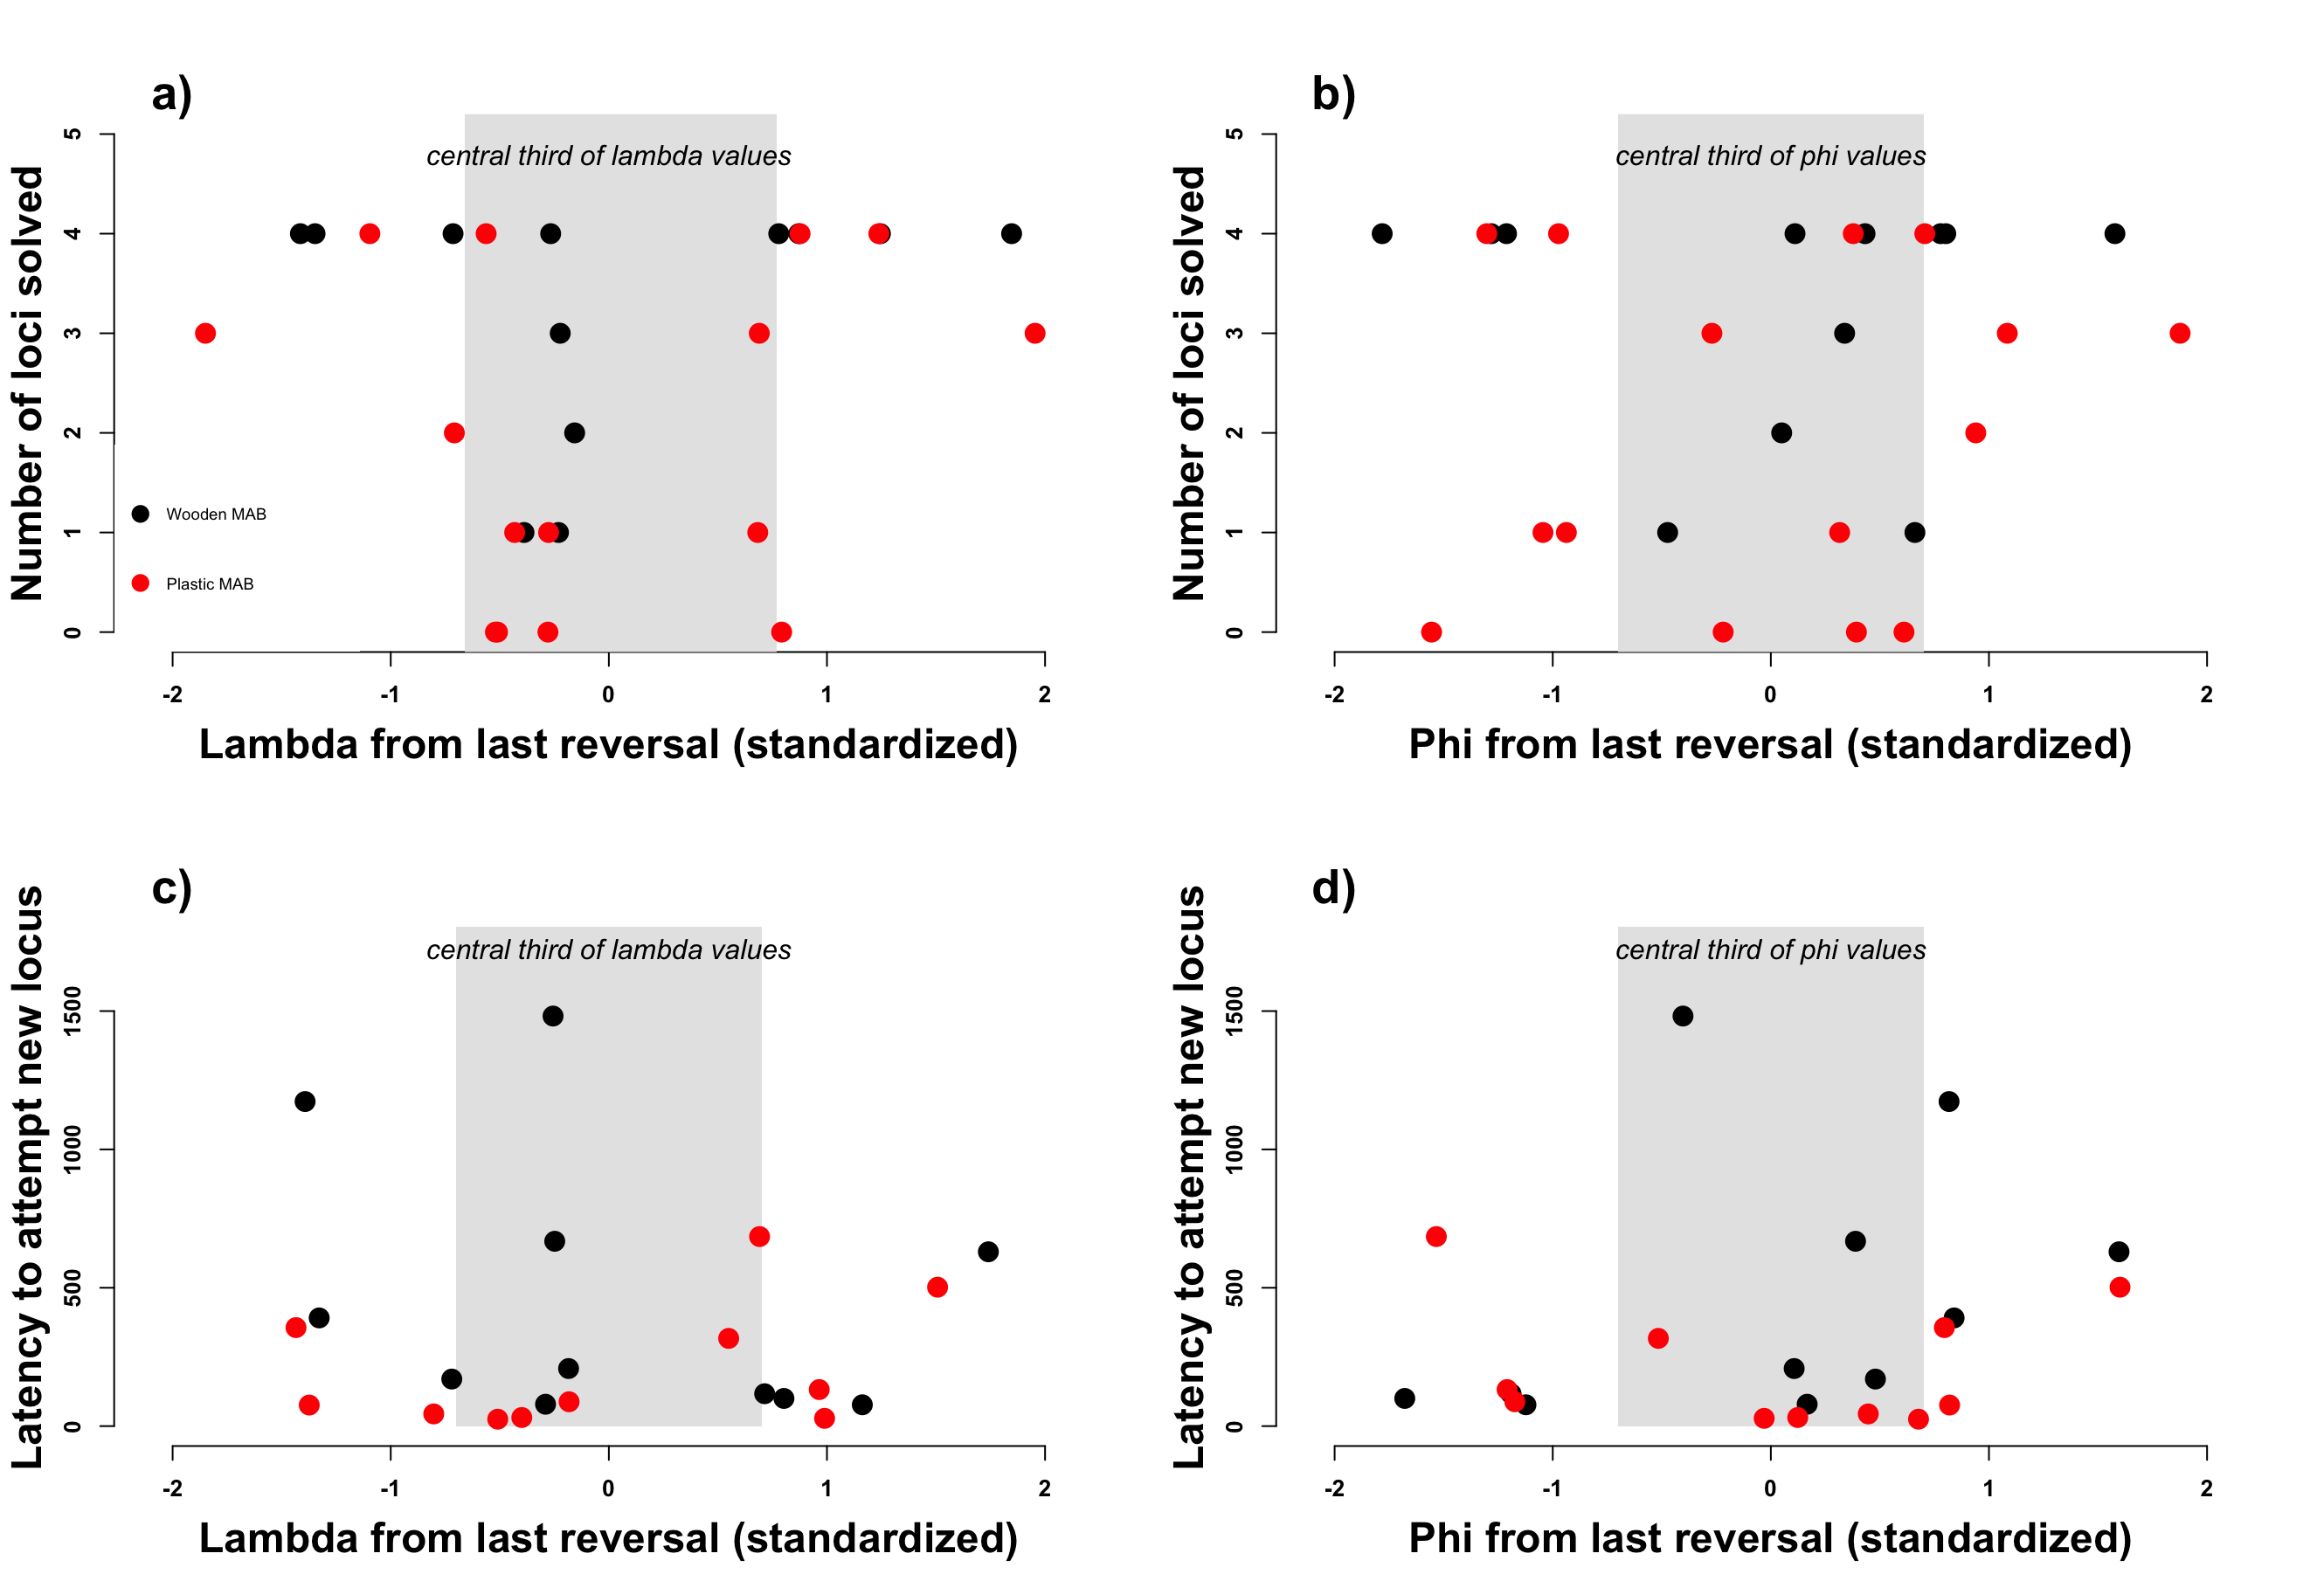 a)
central third of lambda values
Number of loci solved
5
4
3
2
1
0
Wooden MAB
Plastic MAB
-2 -1 0 1 2
Lambda from last reversal (standardized)
b)
central third of phi values
Number of loci solved
5
4
3
2
1
0
-2 -1 0 1 2
Phi from last reversal (standardized)
c)
central third of lambda values
Latency to attempt new locus
1500
1000
500
0
-2 -1 0 1 2
Lambda from last reversal (standardized)
d)
central third of phi values
Latency to attempt new locus
1500
1000
500
0
-2 -1 0 1 2
Phi from last reversal (standardized)